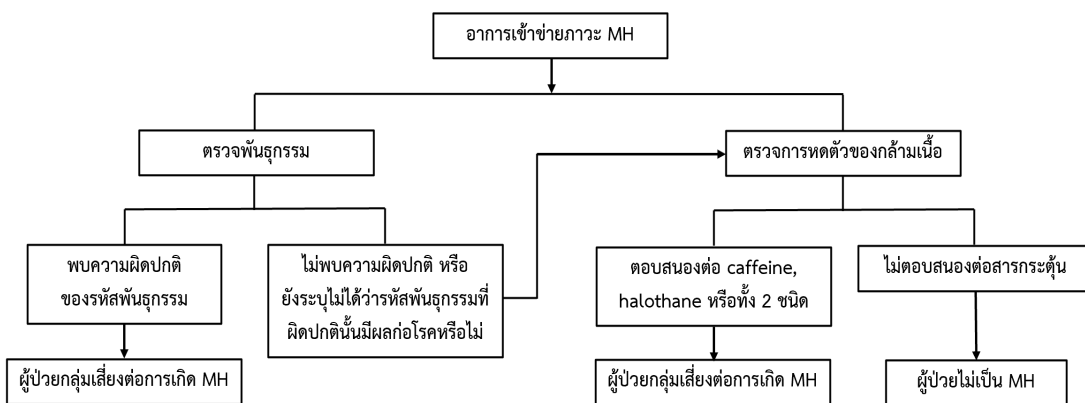 อาการเข้าข่ายภาวะ MH
ตรวจพันธุกรรม
ตรวจการหดตัวของกล้ามเนื้อ
พบความผิดปกติ
ของรหัสพันธุกรรม
ไม่พบความผิดปกติ หรือ
ยังระบุไม่ได้ว่ารหัสพันธุกรรมที่
ผิดปกตินั้นมีผลก่อโรคหรือไม่
ตอบสนองต่อ caffeine,
halothane หรือทั้ง 2 ชนิด
ไม่ตอบสนองต่อสารกระตุ้น
ผู้ป่วยกลุ่มเสี่ยงต่อการเกิด MH
ผู้ป่วยกลุ่มเสี่ยงต่อการเกิด MH
ผู้ป่วยไม่เป็น MH